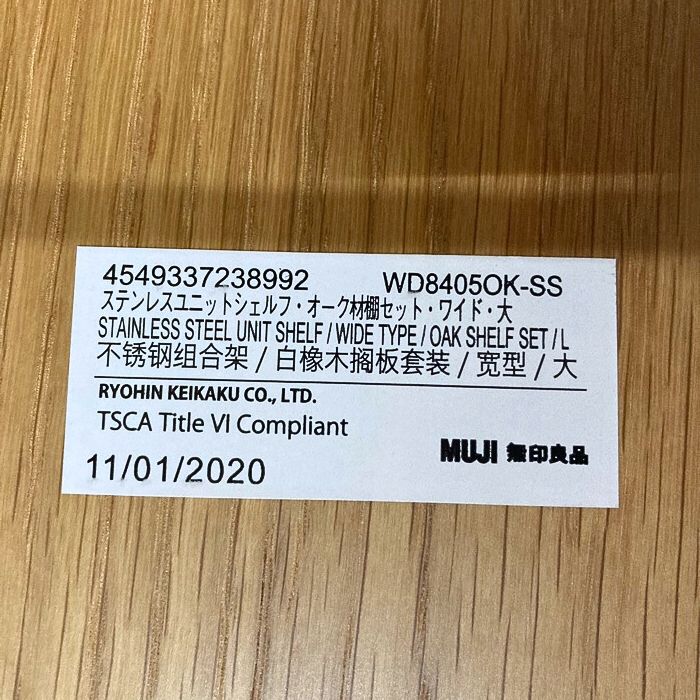 4549337238992 WD8405OK-SS
ステンレスユニットシェルフ・オーク材棚セット・ワイド・大
STAINLESS STEEL UNIT SHELF / WIDE TYPE / OAK SHELF SET / L
不锈钢组合架 / 白橡木搁板套装 / 宽型 / 大
RYOHIN KEIKAKU CO., LTD.
TSCA Title VI Compliant
MUJI 無印良品
11/01/2020